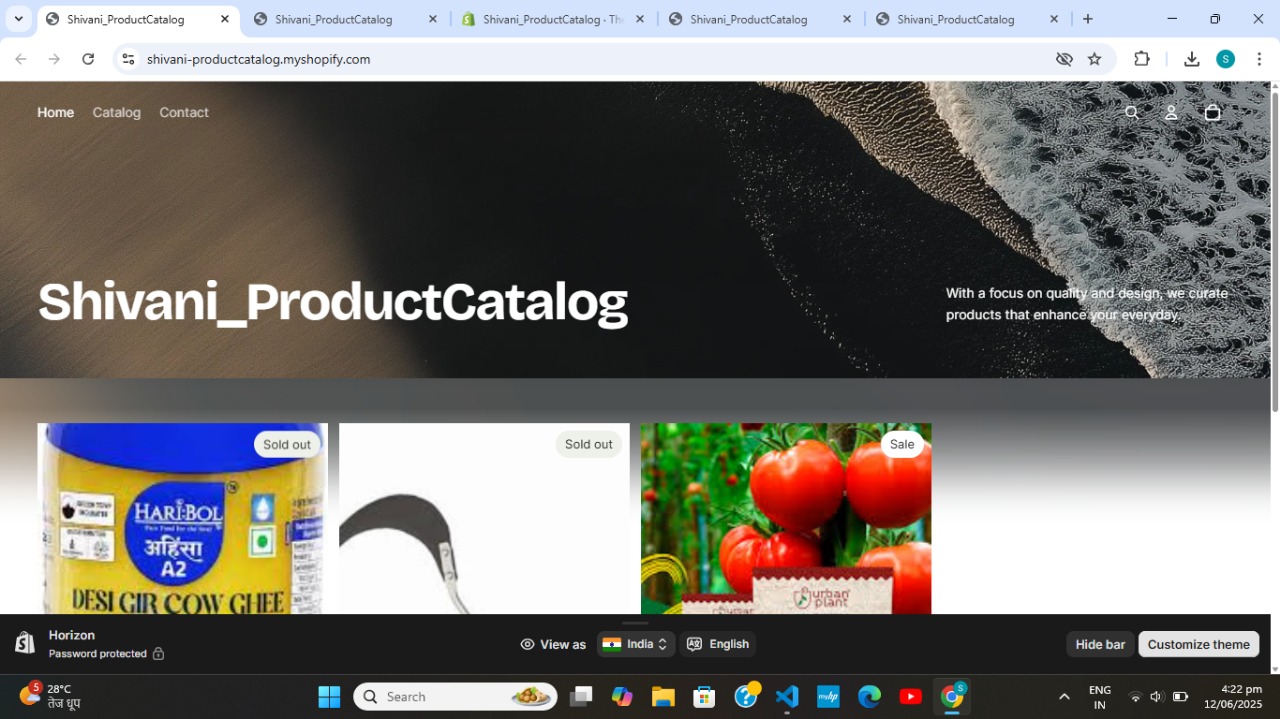 Shivani_ProductCatalog
Shivani_ProductCatalog
Shivani_ProductCatalog · The
Shivani_ProductCatalog
Shivani_ProductCatalog
shivani-productcatalog.myshopify.com
S
Home Catalog Contact
Shivani_ProductCatalog
With a focus on quality and design, we curate
products that enhance your everyday.
Sold out
Sold out
Sale
HARI:BOL
अहिंसा
A2
DESI GIR COW GHEE
urban
plant
Horizon
Password protected
View as
India
English
Hide bar
Customize theme
5
28°C
तेज धूप
Search
myhp
S
ENG
IN
4:22 pm
12/06/2025